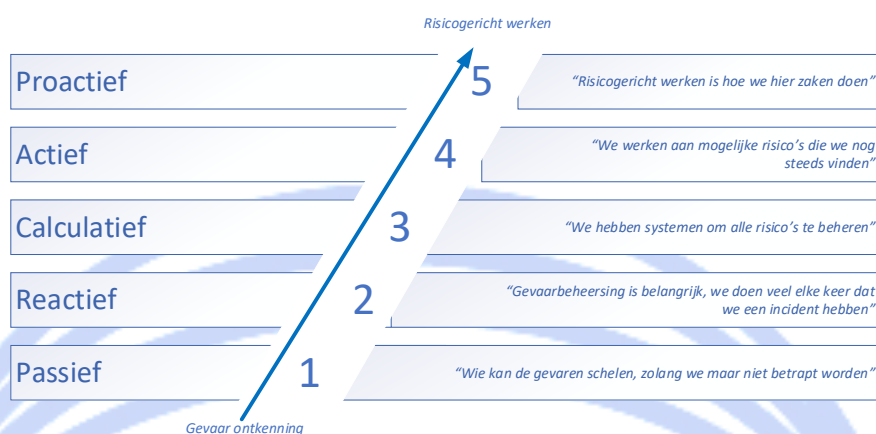 Risicogericht werken
Proactief
5
“Risicogericht werken is hoe we hier zaken doen”
Actief
4
“We werken aan mogelijke risico’s die we nog
steeds vinden”
Calculatief
3
“We hebben systemen om alle risico’s te beheren”
Reactief
2
“Gevaarbeheersing is belangrijk, we doen veel elke keer dat
we een incident hebben”
Passief
1
“Wie kan de gevaren schelen, zolang we maar niet betrapt worden”
Gevaar ontkenning